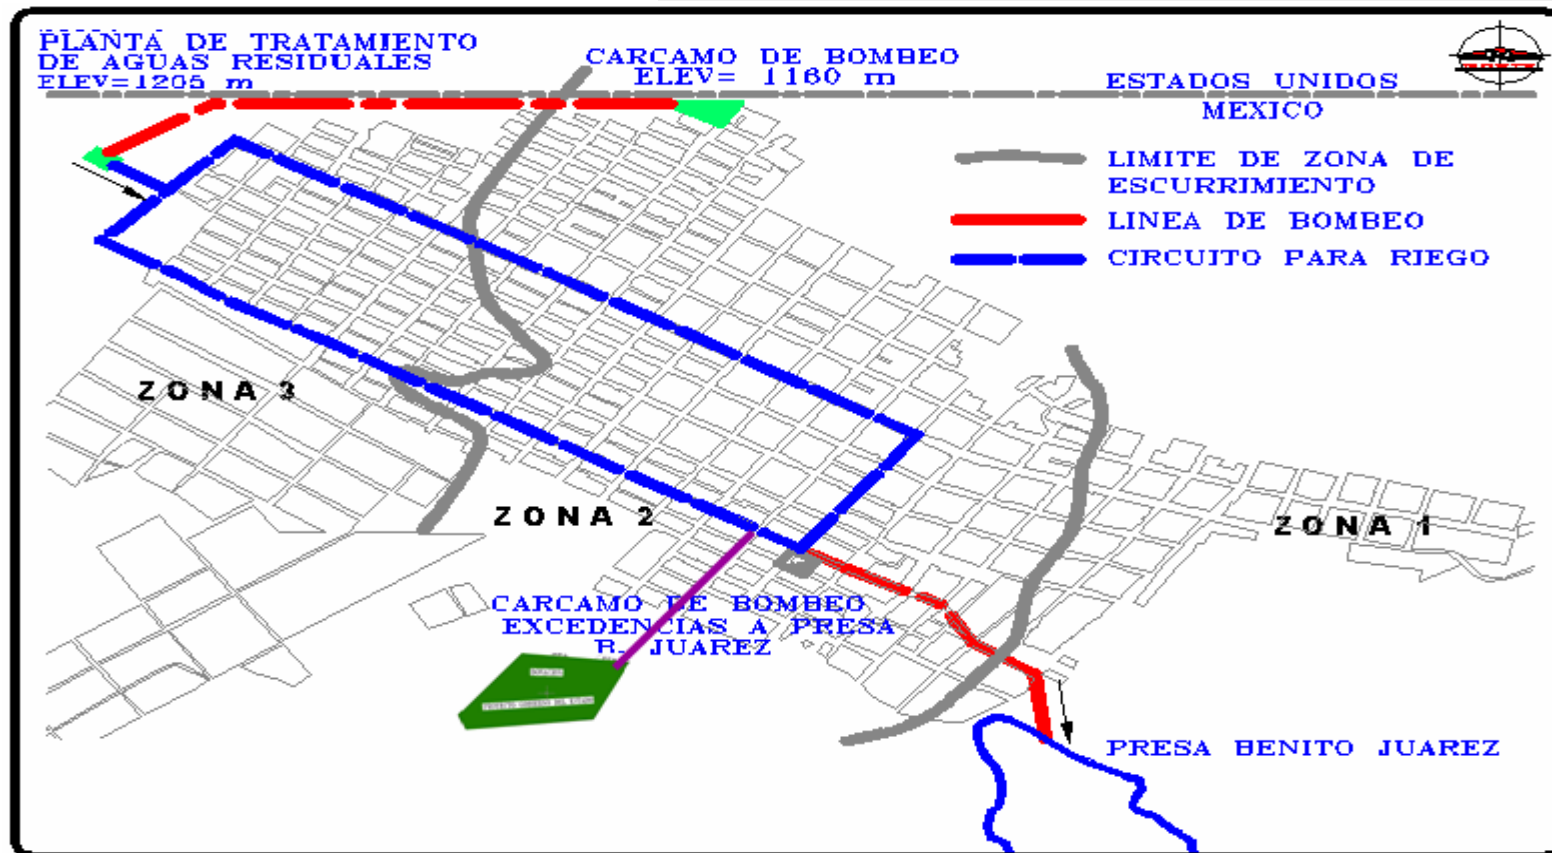 PLANTA DE TRATAMIENTO
DE AGUAS RESIDUALES
ELEV=1205 m
CARCAMO DE BOMBEO
ELEV= 1160 m
ESTADOS UNIDOS
MEXICO
LIMITE DE ZONA DE
ESCURRIMIENTO
LINEA DE BOMBEO
CIRCUITO PARA RIEGO
ZONA 3
ZONA 2
ZONA 1
CARCAMO DE BOMBEO
EXCEDENCIAS A PRESA
B. JUAREZ
PRESA BENITO JUAREZ